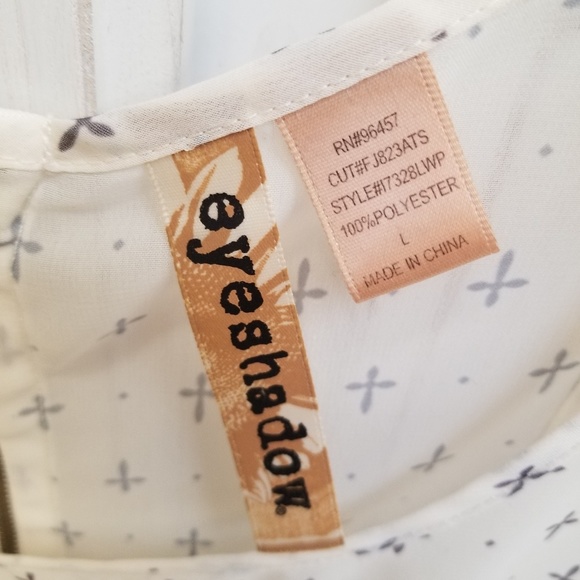 eyeshadow
RN#96457
CUT#FJ823ATS
STYLE#I7328LWP
100%POLYESTER
L
MADE IN CHINA